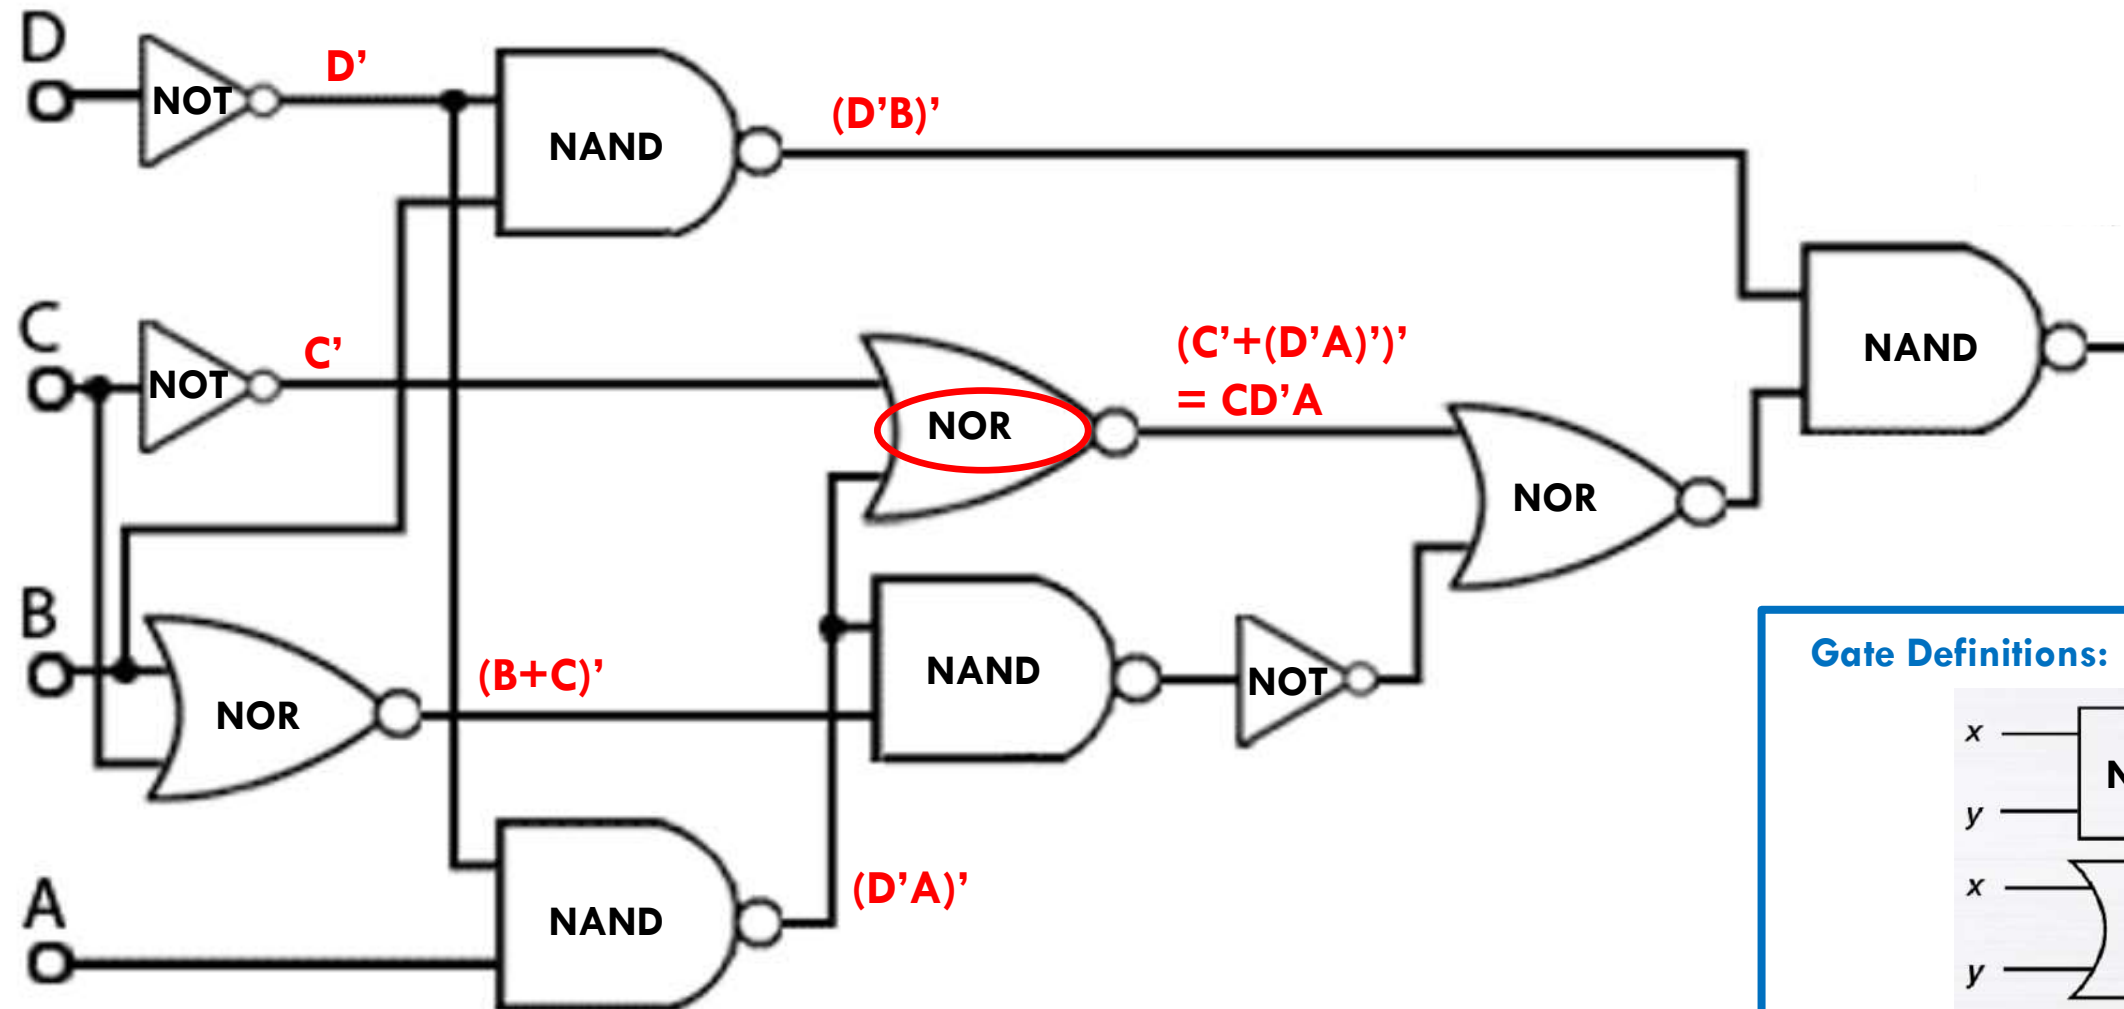 D
NOT
D’
NAND
(D’B)’
C
NOT
C’
NOR
(C’+(D’A)’)’
= CD’A
NOR
NAND
B
NOR
(B+C)’
NAND
NOT
A
NAND
(D’A)’
Gate Definitions:
x
y
x
y